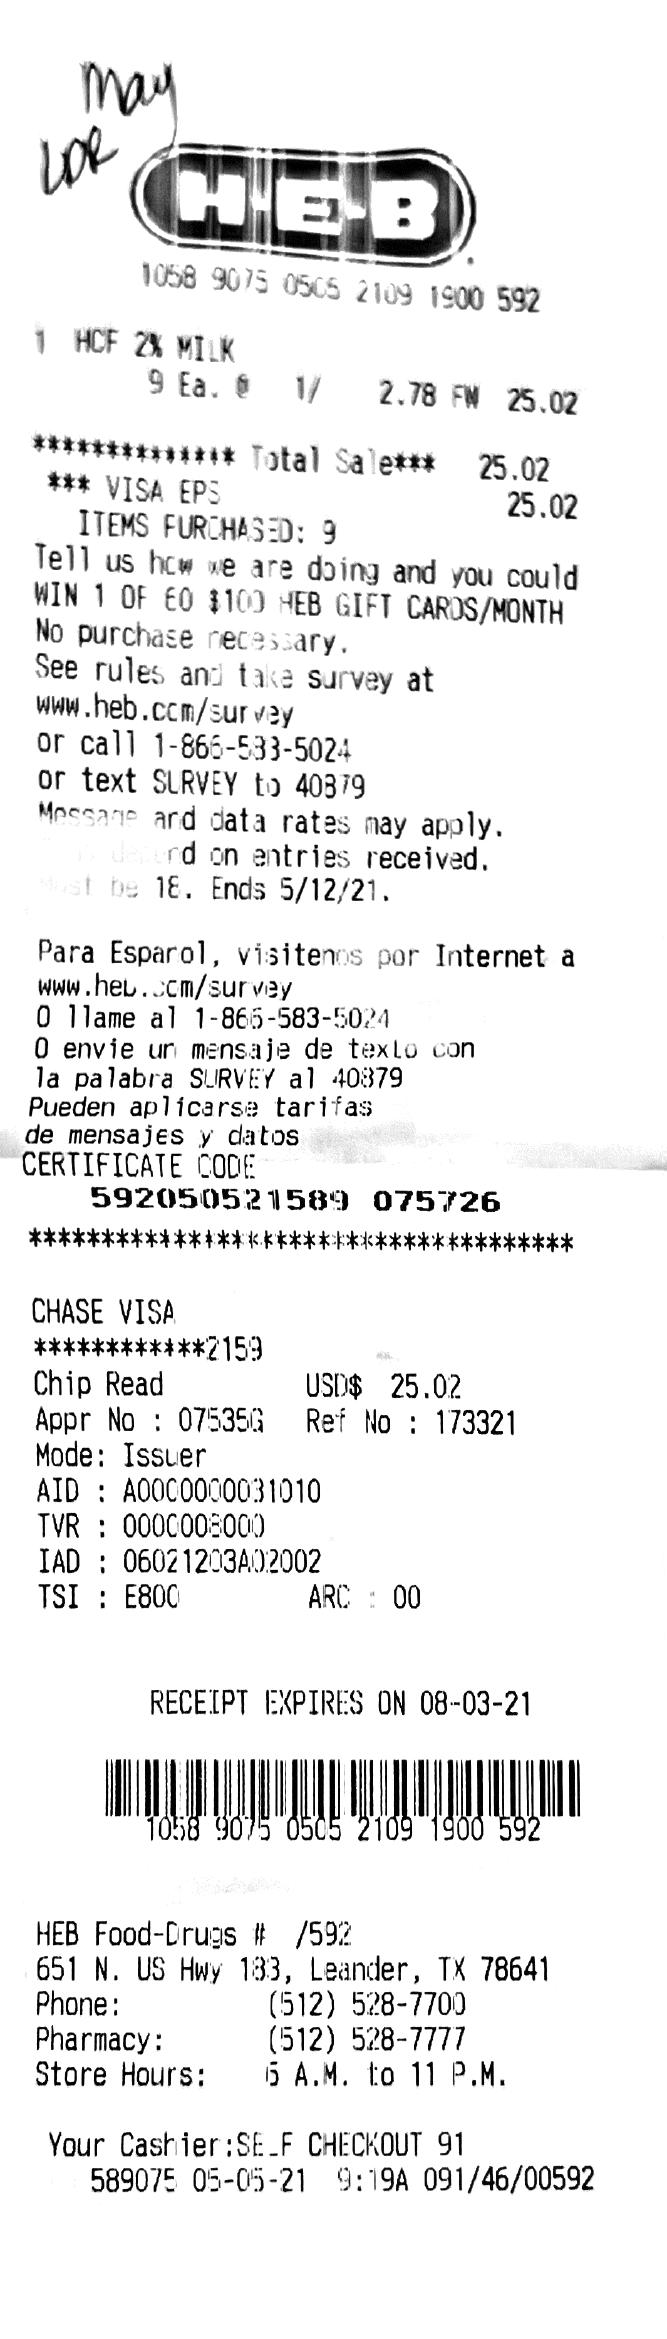 May
LDR
H-E-B
1058 9075 0505 2109 1900 592
1 HCF 2% MILK
9 Ea. @ 1/ 2.78 FW 25.02
************** Total Sale*** 25.02
*** VISA EPS 25.02
ITEMS PURCHASED: 9
Tell us how we are doing and you could
WIN 1 OF 60 $100 HEB GIFT CARDS/MONTH
No purchase necessary.
See rules and take survey at
www.heb.com/survey
or call 1-866-583-5024
or text SURVEY to 40879
Message and data rates may apply.
depend on entries received.
Must be 18. Ends 5/12/21.
Para Espanol, visitenos por Internet a
www.heb.com/survey
O llame al 1-866-583-5024
O envie un mensaje de texto con
la palabra SURVEY al 40879
Pueden aplicarse tarifas
de mensajes y datos
CERTIFICATE CODE
592050521589 075726
**************************************
CHASE VISA
************2159
Chip Read USD$ 25.02
Appr No : 07535G Ref No : 173321
Mode: Issuer
AID : A0000000031010
TVR : 0000008000
IAD : 06021203A02002
TSI : E800 ARC : 00
RECEIPT EXPIRES ON 08-03-21
1058 9075 0505 2109 1900 592
HEB Food-Drugs # /592
651 N. US Hwy 183, Leander, TX 78641
Phone: (512) 528-7700
Pharmacy: (512) 528-7777
Store Hours: 6 A.M. to 11 P.M.
Your Cashier:SELF CHECKOUT 91
589075 05-05-21 9:19A 091/46/00592